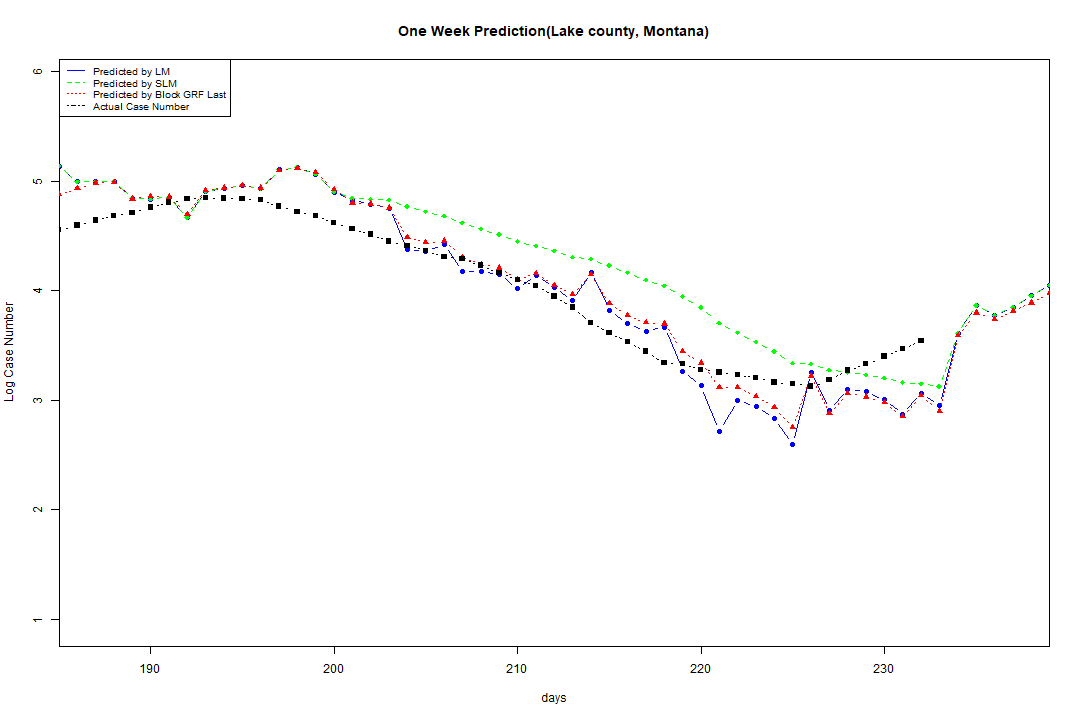 One Week Prediction(Lake county, Montana)
Predicted by LM
Predicted by SLM
Predicted by Block GRF Last
Actual Case Number
6
5
4
3
2
1
Log Case Number
190
200
210
220
230
days